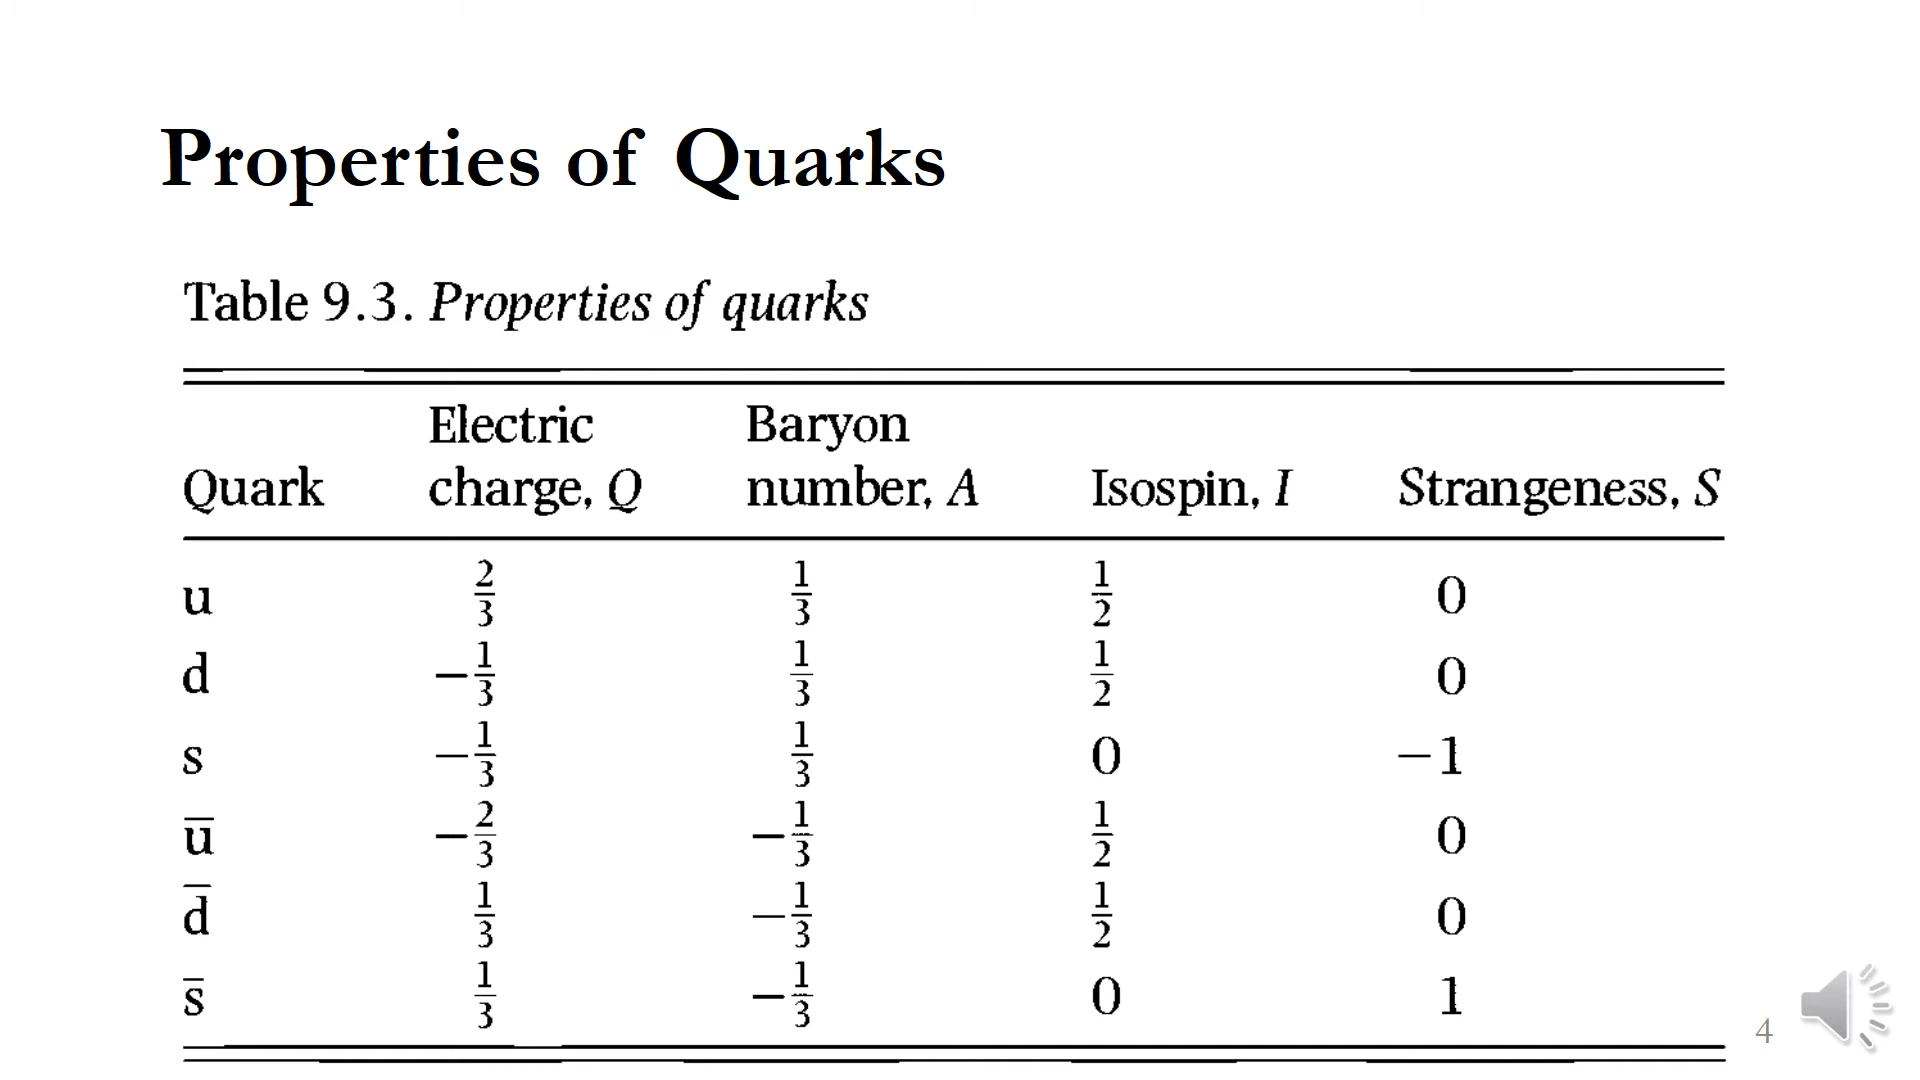 Properties of Quarks
Table 9.3. Properties of quarks
Electric Baryon
Quark charge, Q number, A Isospin, I Strangeness, S
u 2/3 1/3 1/2 0
d −1/3 1/3 1/2 0
s −1/3 1/3 0 −1
u̅ −2/3 −1/3 1/2 0
d̅ 1/3 −1/3 1/2 0
s̅ 1/3 −1/3 0 1
4